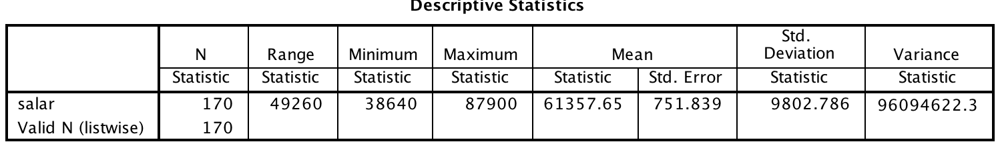 Descriptive Statistics
N Range Minimum Maximum Mean Std. Deviation Variance
Statistic Statistic Statistic Statistic Statistic Std. Error Statistic Statistic
salar 170 49260 38640 87900 61357.65 751.839 9802.786 96094622.3
Valid N (listwise) 170